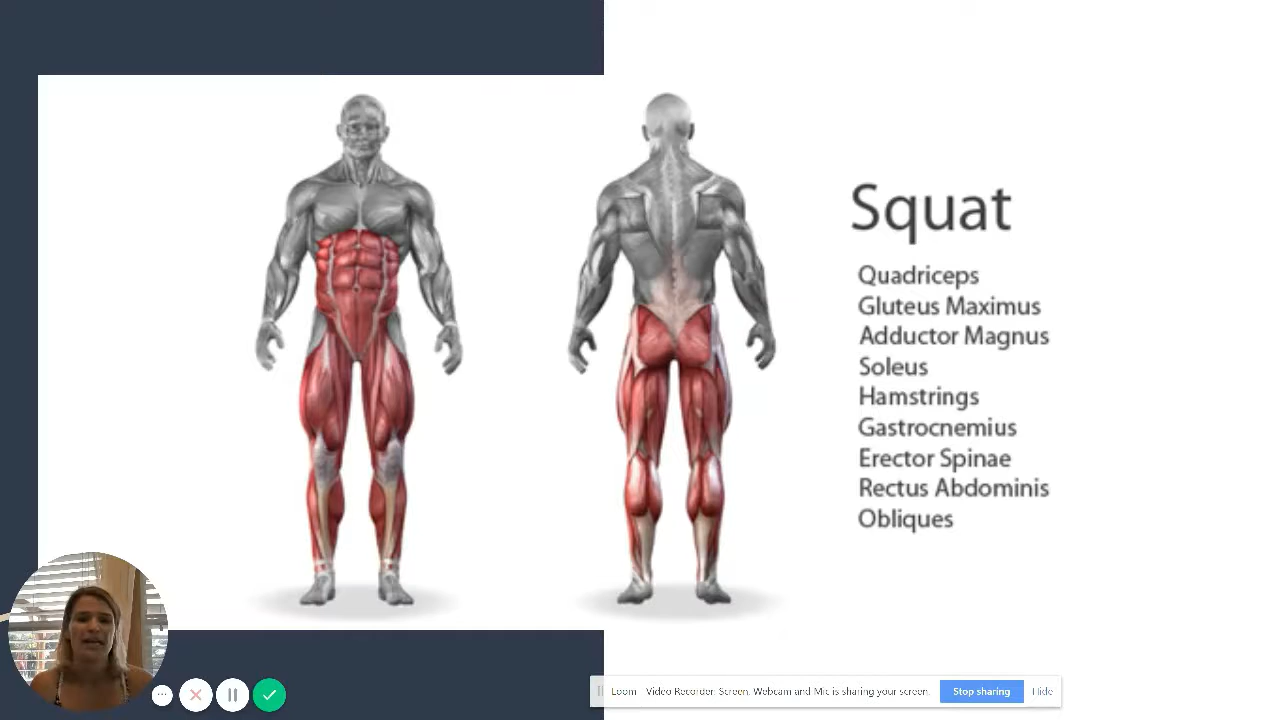 Squat
Quadriceps
Gluteus Maximus
Adductor Magnus
Soleus
Hamstrings
Gastrocnemius
Erector Spinae
Rectus Abdominis
Obliques
Loom - Video Recorder: Screen, Webcam and Mic is sharing your screen. Stop sharing Hide